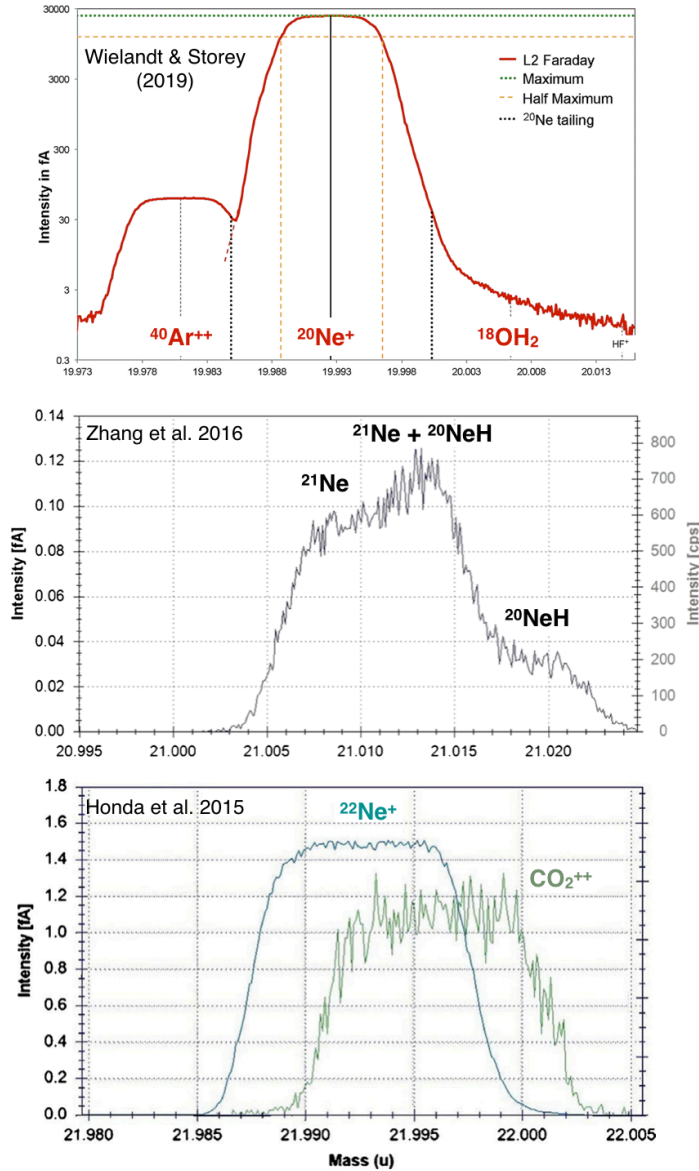 30000
3000
300
30
3
0.3
Intensity in fA
Wielandt & Storey
(2019)
L2 Faraday
Maximum
Half Maximum
²⁰Ne tailing
⁴⁰Ar⁺⁺
²⁰Ne⁺
¹⁸OH₂
HF⁺
19.973 19.978 19.983 19.988 19.993 19.998 20.003 20.008 20.013
Zhang et al. 2016
²¹Ne
²¹Ne + ²⁰NeH
²⁰NeH
0.14
0.12
0.10
0.08
0.06
0.04
0.02
0.00
Intensity [fA]
800
700
600
500
400
300
200
100
0
Intensity [cps]
20.995 21.000 21.005 21.010 21.015 21.020
Honda et al. 2015
²²Ne⁺
CO₂⁺⁺
1.8
1.6
1.4
1.2
1.0
0.8
0.6
0.4
0.2
0.0
Intensity [fA]
21.980 21.985 21.990 21.995 22.000 22.005
Mass (u)